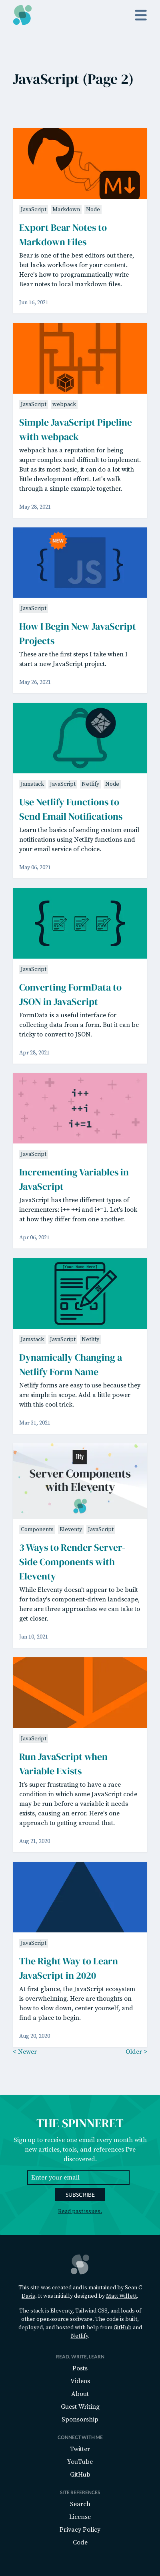 JavaScript (Page 2)
M
JavaScript Markdown Node
Export Bear Notes to
Markdown Files
Bear is one of the best editors out there,
but lacks workflows for your content.
Here's how to programmatically write
Bear notes to local markdown files.
Jun 16, 2021
JavaScript webpack
Simple JavaScript Pipeline
with webpack
webpack has a reputation for being
super complex and difficult to implement.
But as its most basic, it can do a lot with
little development effort. Let's walk
through a simple example together.
May 28, 2021
NEW
{ JS }
JavaScript
How I Begin New JavaScript
Projects
These are the first steps I take when I
start a new JavaScript project.
May 26, 2021
Jamstack JavaScript Netlify Node
Use Netlify Functions to
Send Email Notifications
Learn the basics of sending custom email
notifications using Netlify functions and
your email service of choice.
May 06, 2021
{ }
JavaScript
Converting FormData to
JSON in JavaScript
FormData is a useful interface for
collecting data from a form. But it can be
tricky to convert to JSON.
Apr 28, 2021
i++
++i
i+=1
JavaScript
Incrementing Variables in
JavaScript
JavaScript has three different types of
incrementers: i++ ++i and i+=1. Let's look
at how they differ from one another.
Apr 06, 2021
[Your Name Here]
Jamstack JavaScript Netlify
Dynamically Changing a
Netlify Form Name
Netlify forms are easy to use because they
are simple in scope. Add a little power
with this cool trick.
Mar 31, 2021
11ty
Server Components
with Eleventy
Components Eleventy JavaScript
3 Ways to Render Server-
Side Components with
Eleventy
While Eleventy doesn't appear to be built
for today's component-driven landscape,
here are three approaches we can take to
get closer.
Jan 10, 2021
JavaScript
Run JavaScript when
Variable Exists
It's super frustrating to have a race
condition in which some JavaScript code
may be run before a variable it needs
exists, causing an error. Here's one
approach to getting around that.
Aug 21, 2020
JavaScript
The Right Way to Learn
JavaScript in 2020
At first glance, the JavaScript ecosystem
is overwhelming. Here are thoughts on
how to slow down, center yourself, and
find a place to begin.
Aug 20, 2020
< Newer Older >
THE SPINNERET
Sign up to receive one email every month with
new articles, tools, and references I've
discovered.
Enter your email
SUBSCRIBE
Read past issues.
This site was created and is maintained by Sean C
Davis. It was initially designed by Matt Willett.
The stack is Eleventy, Tailwind CSS, and loads of
other open-source software. The code is built,
deployed, and hosted with help from GitHub and
Netlify.
READ, WRITE, LEARN
Posts
Videos
About
Guest Writing
Sponsorship
CONNECT WITH ME
Twitter
YouTube
GitHub
SITE REFERENCES
Search
License
Privacy Policy
Code